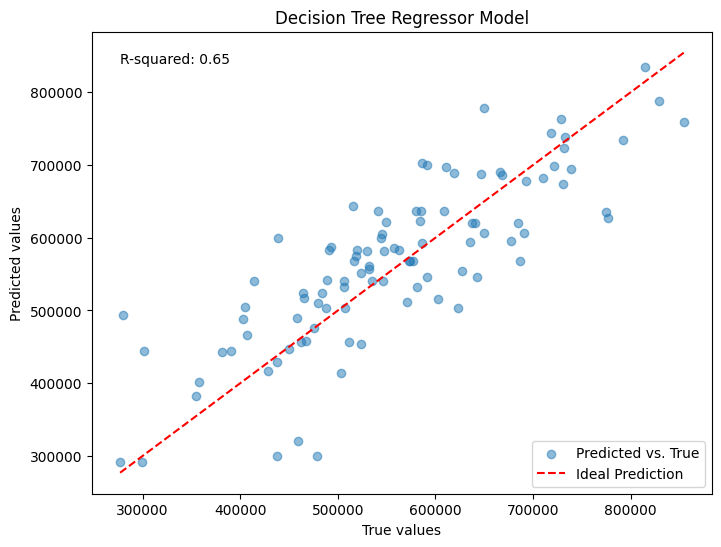 Decision Tree Regressor Model
R-squared: 0.65
800000
700000
600000
500000
400000
300000
Predicted values
300000 400000 500000 600000 700000 800000
True values
Predicted vs. True
Ideal Prediction